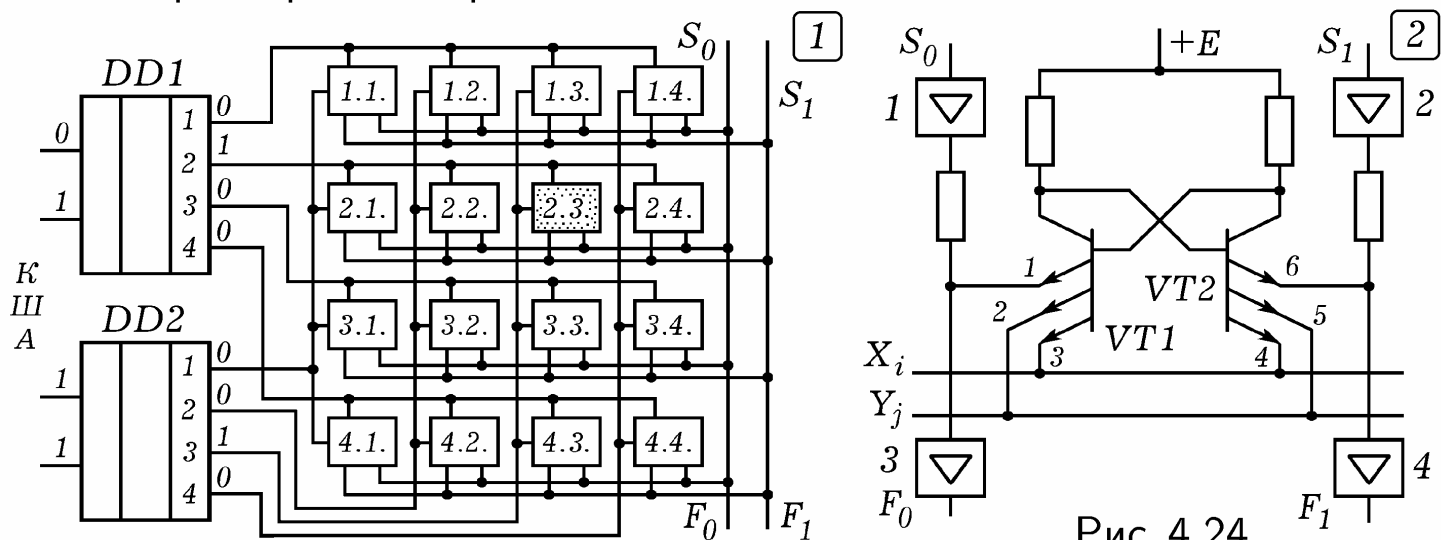 S0 1
DD1
0
1
1 0
2 1
3 0
4 0
К
Ш
А
DD2
1
1
1 0
2 0
3 1
4 0
1.1. 1.2. 1.3. 1.4.
S1
2.1. 2.2. 2.3. 2.4.
3.1. 3.2. 3.3. 3.4.
4.1. 4.2. 4.3. 4.4.
F0 F1
S0 +E S1 2
1 2
1 6
2 VT2 5
VT1
3 4
Xi
Yj
3 4
F0 F1
Рис. 4.24